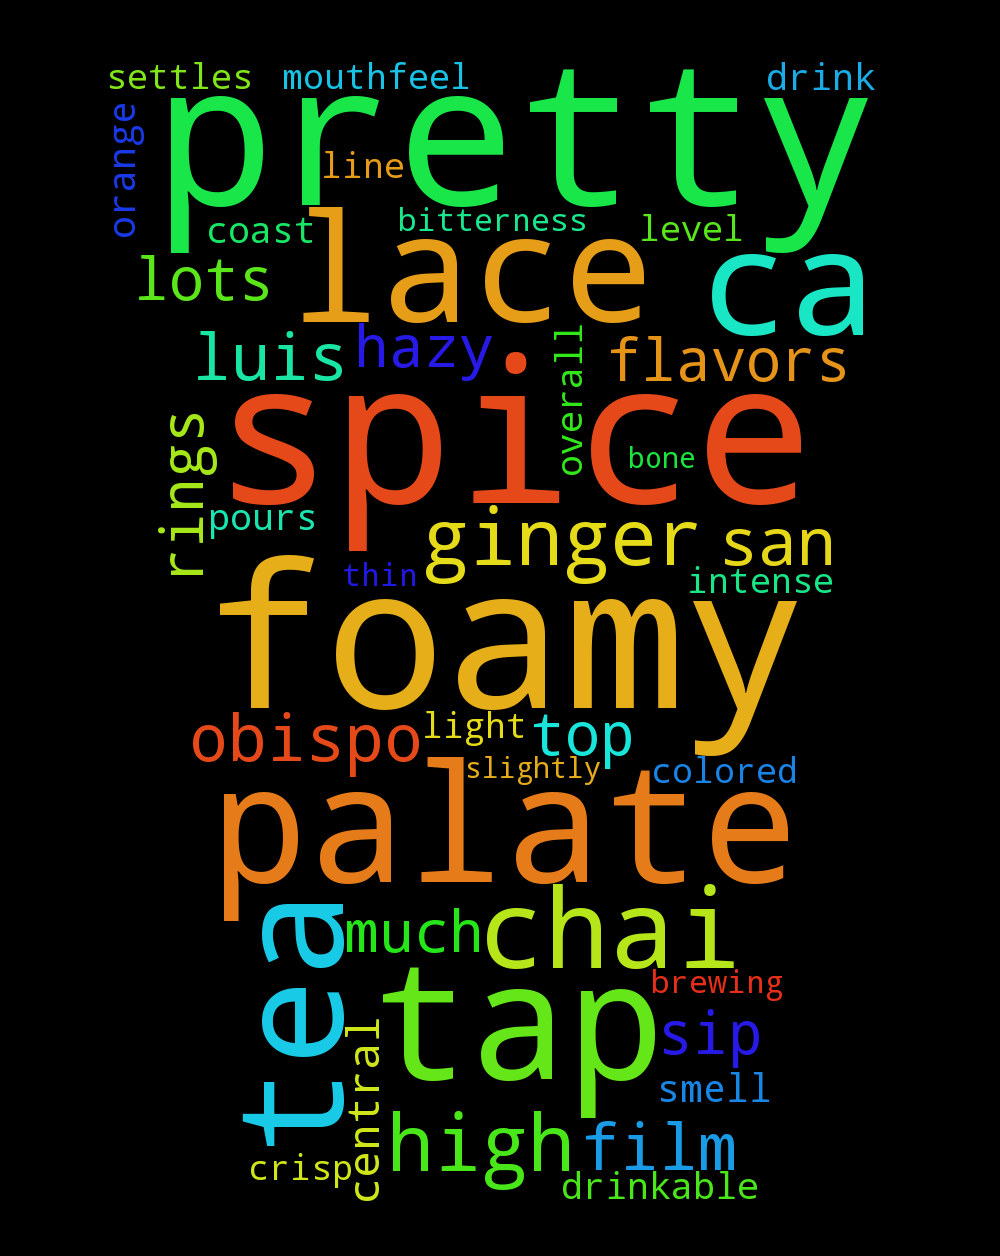 settles mouthfeel drink
pretty
orange
line
coast bitterness level
lots lace ca
luis hazy overall flavors
spice
bone
rings
pours ginger san
thin intense
foamy
obispo light top
slightly colored
palate
tea much chai
tap brewing
sip
central smell
high film
crisp drinkable